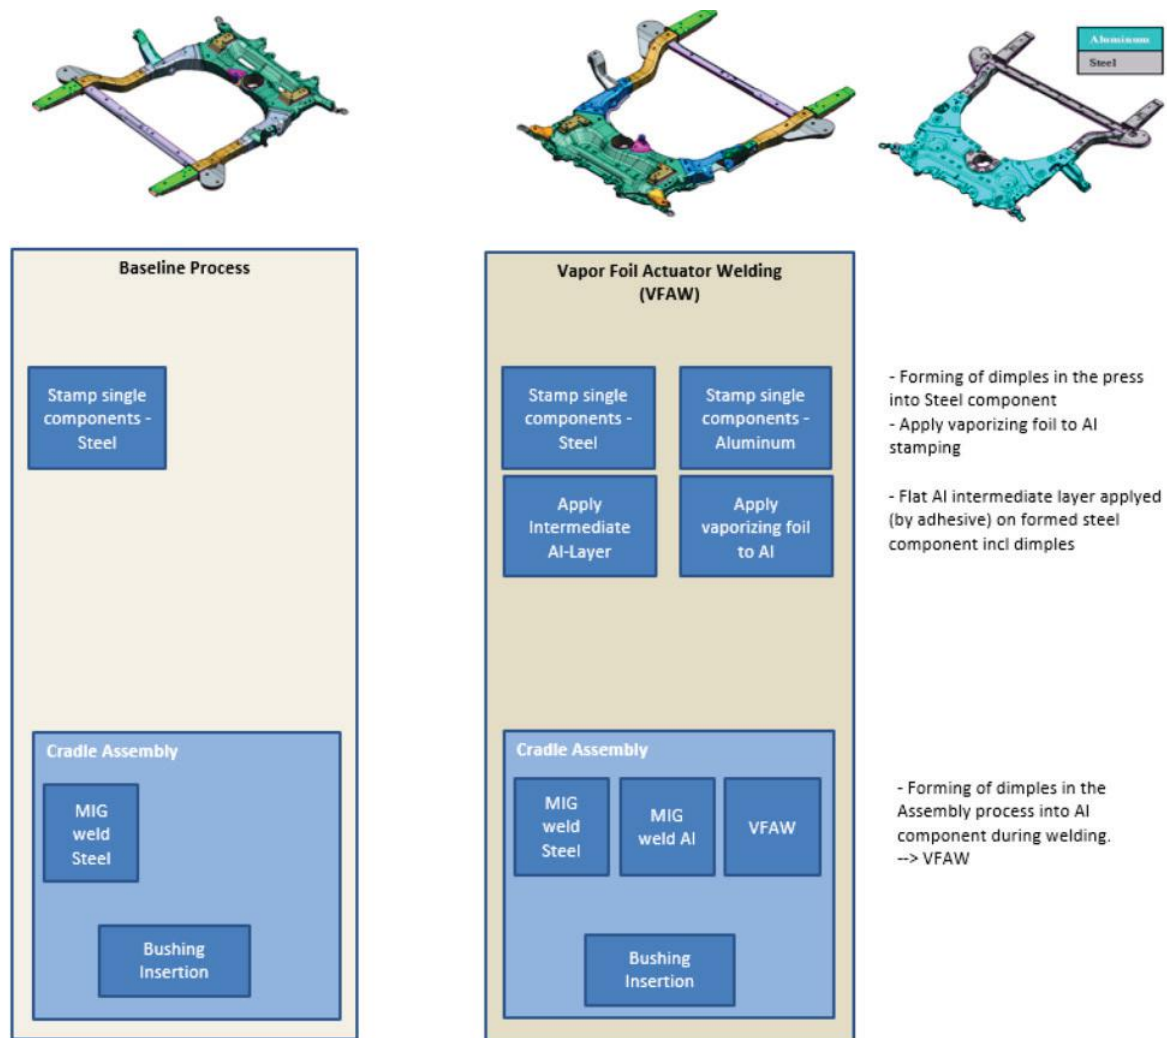 Aluminum
Steel
Baseline Process
Stamp single
components -
Steel
Cradle Assembly
MIG
weld
Steel
Bushing
Insertion
Vapor Foil Actuator Welding
(VFAW)
Stamp single
components -
Steel
Stamp single
components -
Aluminum
Apply
Intermediate
Al-Layer
Apply
vaporizing foil
to Al
Cradle Assembly
MIG
weld
Steel
MIG
weld Al
VFAW
Bushing
Insertion
- Forming of dimples in the press
into Steel component
- Apply vaporizing foil to Al
stamping
- Flat Al intermediate layer applyed
(by adhesive) on formed steel
component incl dimples
- Forming of dimples in the
Assembly process into Al
component during welding.
--> VFAW